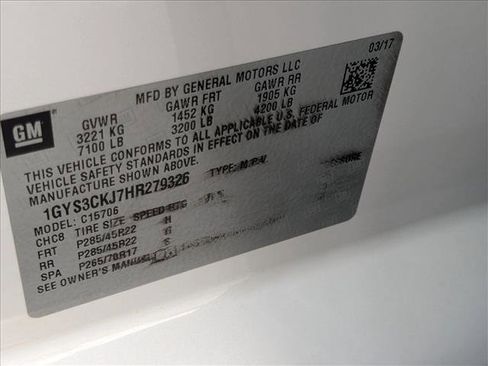 GM
MFD BY GENERAL MOTORS LLC
03/17
GVWR GAWR FRT GAWR RR
3221 KG 1452 KG 1905 KG
7100 LB 3200 LB 4200 LB
THIS VEHICLE CONFORMS TO ALL APPLICABLE U.S. FEDERAL MOTOR
VEHICLE SAFETY STANDARDS IN EFFECT ON THE DATE OF
MANUFACTURE SHOWN ABOVE.
1GYS3CKJ7HR279326 TYPE: M.P.V.
MODEL: C15706
CHC8 TIRE SIZE SPEED RTG
FRT P285/45R22 H
RR P285/45R22
SPA P265/70R17
SEE OWNER'S MANUAL